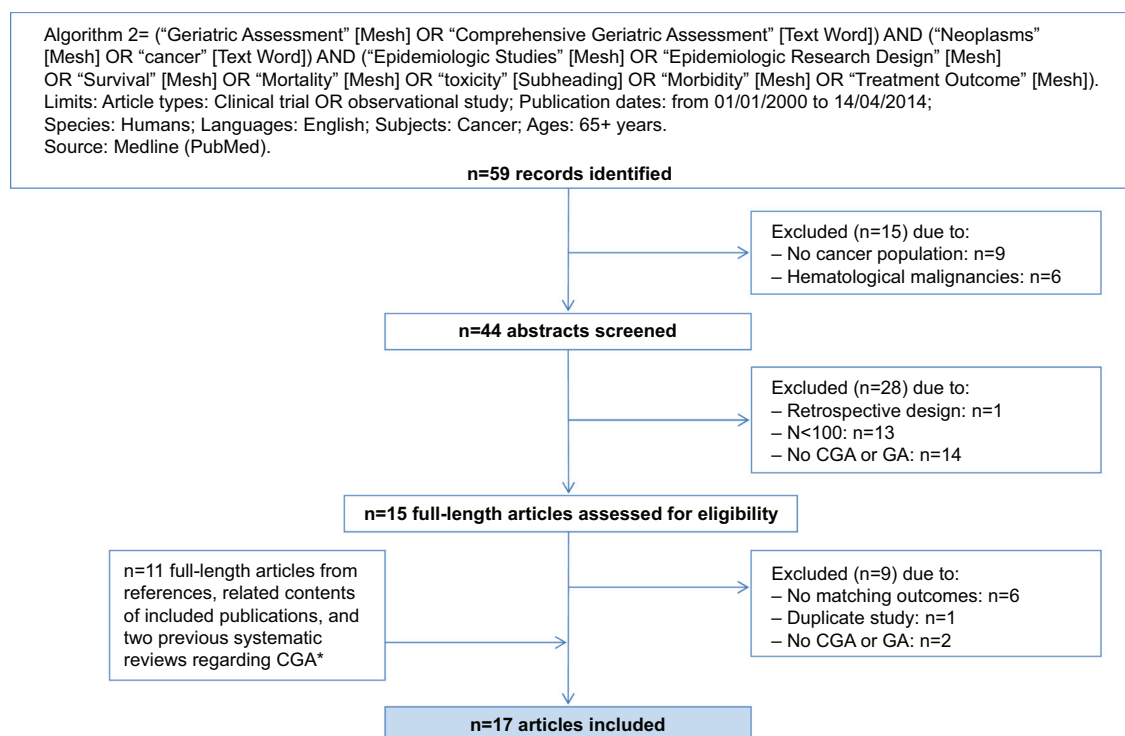 Algorithm 2= (“Geriatric Assessment” [Mesh] OR “Comprehensive Geriatric Assessment” [Text Word]) AND (“Neoplasms”
[Mesh] OR “cancer” [Text Word]) AND (“Epidemiologic Studies” [Mesh] OR “Epidemiologic Research Design” [Mesh]
OR “Survival” [Mesh] OR “Mortality” [Mesh] OR “toxicity” [Subheading] OR “Morbidity” [Mesh] OR “Treatment Outcome” [Mesh]).
Limits: Article types: Clinical trial OR observational study; Publication dates: from 01/01/2000 to 14/04/2014;
Species: Humans; Languages: English; Subjects: Cancer; Ages: 65+ years.
Source: Medline (PubMed).
n=59 records identified
Excluded (n=15) due to:
– No cancer population: n=9
– Hematological malignancies: n=6
n=44 abstracts screened
Excluded (n=28) due to:
– Retrospective design: n=1
– N<100: n=13
– No CGA or GA: n=14
n=15 full-length articles assessed for eligibility
n=11 full-length articles from
references, related contents
of included publications, and
two previous systematic
reviews regarding CGA*
Excluded (n=9) due to:
– No matching outcomes: n=6
– Duplicate study: n=1
– No CGA or GA: n=2
n=17 articles included